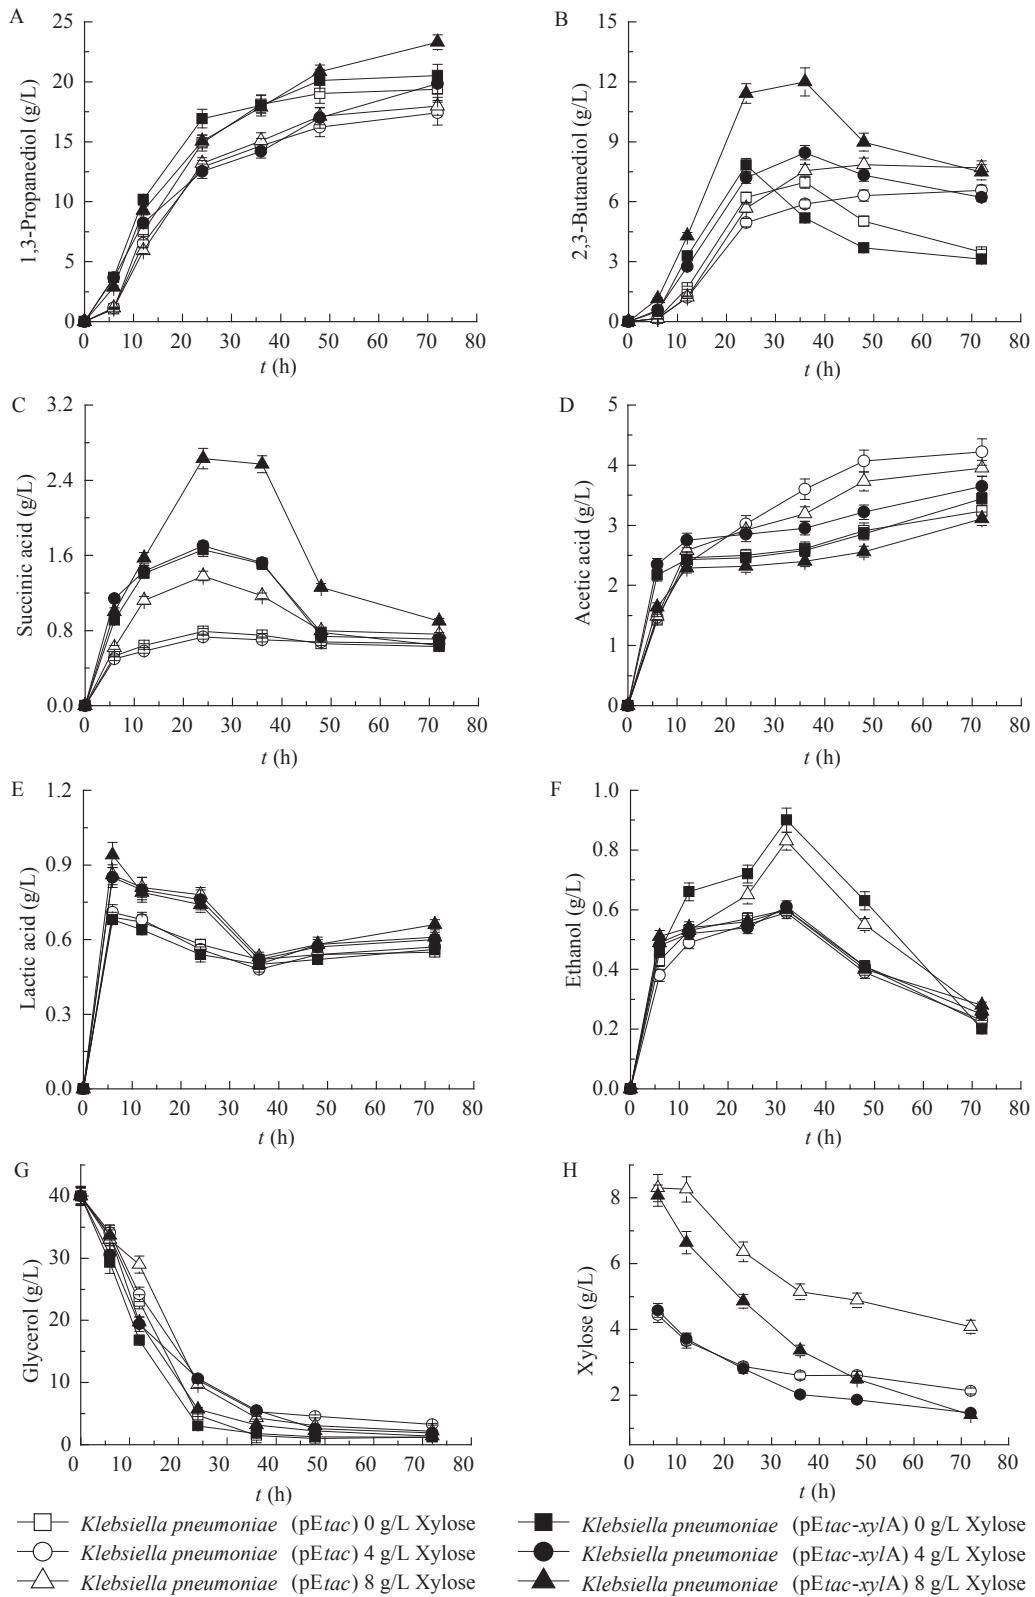 A
25
20
15
10
5
0
1,3-Propanediol (g/L)
0 10 20 30 40 50 60 70 80
t (h)
B
15
12
9
6
3
0
2,3-Butanediol (g/L)
0 10 20 30 40 50 60 70 80
t (h)
C
3.2
2.4
1.6
0.8
0.0
Succinic acid (g/L)
0 10 20 30 40 50 60 70 80
t (h)
D
5
4
3
2
1
0
Acetic acid (g/L)
0 10 20 30 40 50 60 70 80
t (h)
E
1.2
0.9
0.6
0.3
0.0
Lactic acid (g/L)
0 10 20 30 40 50 60 70 80
t (h)
F
1.0
0.8
0.6
0.4
0.2
0.0
Ethanol (g/L)
0 10 20 30 40 50 60 70 80
t (h)
G
40
30
20
10
0
Glycerol (g/L)
0 10 20 30 40 50 60 70 80
t (h)
H
8
6
4
2
Xylose (g/L)
0 10 20 30 40 50 60 70 80
t (h)
Klebsiella pneumoniae (pEtac) 0 g/L Xylose
Klebsiella pneumoniae (pEtac) 4 g/L Xylose
Klebsiella pneumoniae (pEtac) 8 g/L Xylose
Klebsiella pneumoniae (pEtac-xylA) 0 g/L Xylose
Klebsiella pneumoniae (pEtac-xylA) 4 g/L Xylose
Klebsiella pneumoniae (pEtac-xylA) 8 g/L Xylose